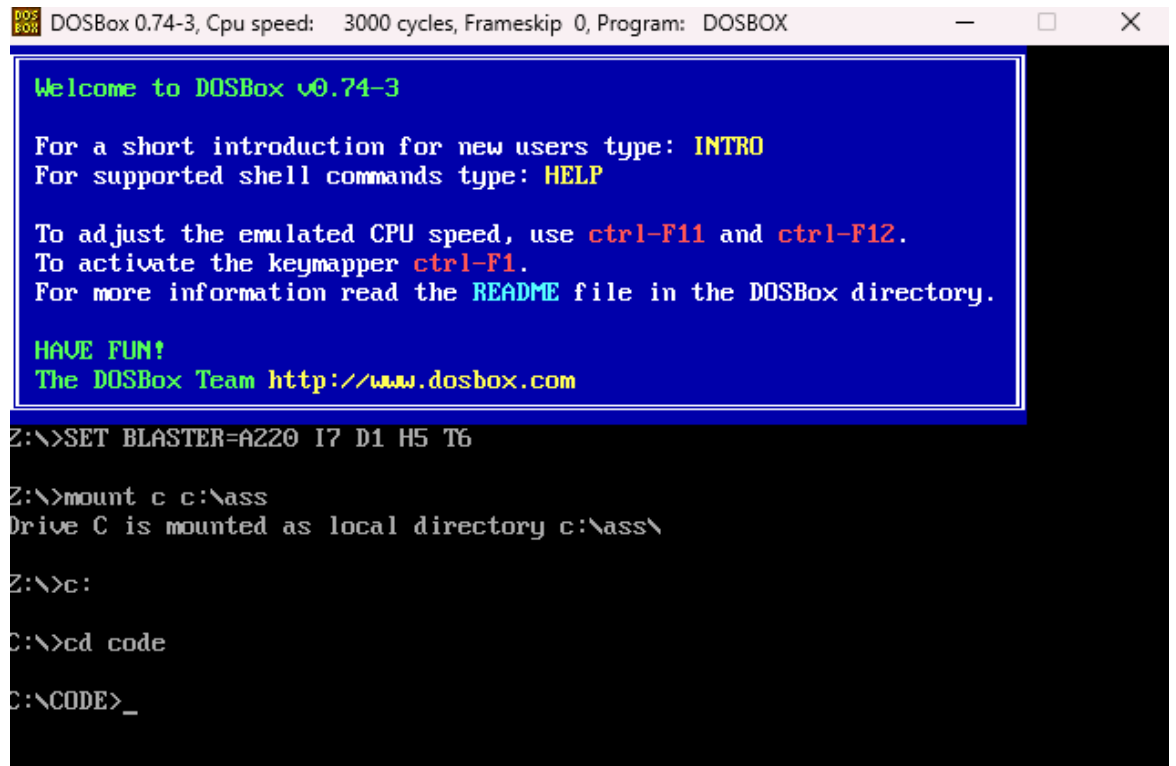 DOS BOX DOSBox 0.74-3, Cpu speed: 3000 cycles, Frameskip 0, Program: DOSBOX
Welcome to DOSBox v0.74-3
For a short introduction for new users type: INTRO
For supported shell commands type: HELP
To adjust the emulated CPU speed, use ctrl-F11 and ctrl-F12.
To activate the keymapper ctrl-F1.
For more information read the README file in the DOSBox directory.
HAVE FUN!
The DOSBox Team http://www.dosbox.com
Z:\>SET BLASTER=A220 I7 D1 H5 T6
Z:\>mount c c:\ass
Drive C is mounted as local directory c:\ass\
Z:\>c:
C:\>cd code
C:\CODE>_